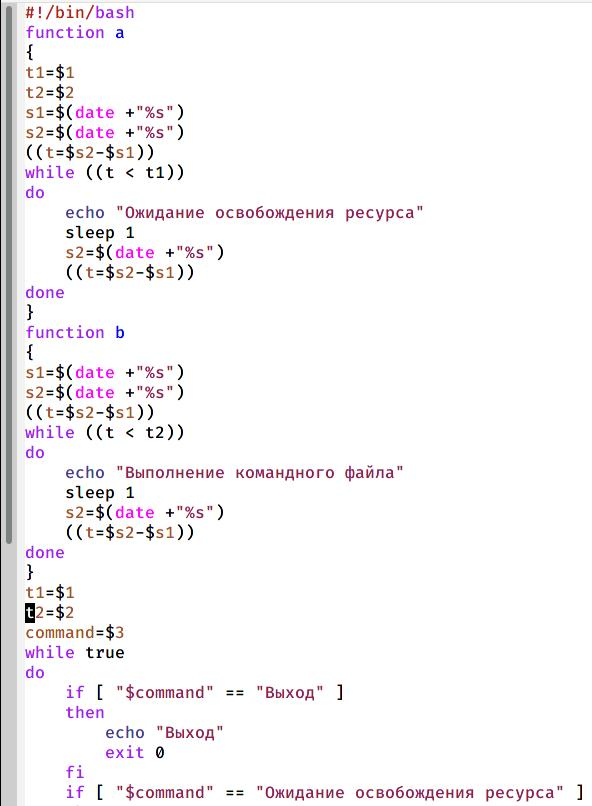 #!/bin/bash
function a
{
t1=$1
t2=$2
s1=$(date +"%s")
s2=$(date +"%s")
((t=$s2-$s1))
while ((t < t1))
do
    echo "Ожидание освобождения ресурса"
    sleep 1
    s2=$(date +"%s")
    ((t=$s2-$s1))
done
}
function b
{
s1=$(date +"%s")
s2=$(date +"%s")
((t=$s2-$s1))
while ((t < t2))
do
    echo "Выполнение командного файла"
    sleep 1
    s2=$(date +"%s")
    ((t=$s2-$s1))
done
}
t1=$1
t2=$2
command=$3
while true
do
    if [ "$command" == "Выход" ]
    then
        echo "Выход"
        exit 0
    fi
    if [ "$command" == "Ожидание освобождения ресурса" ]